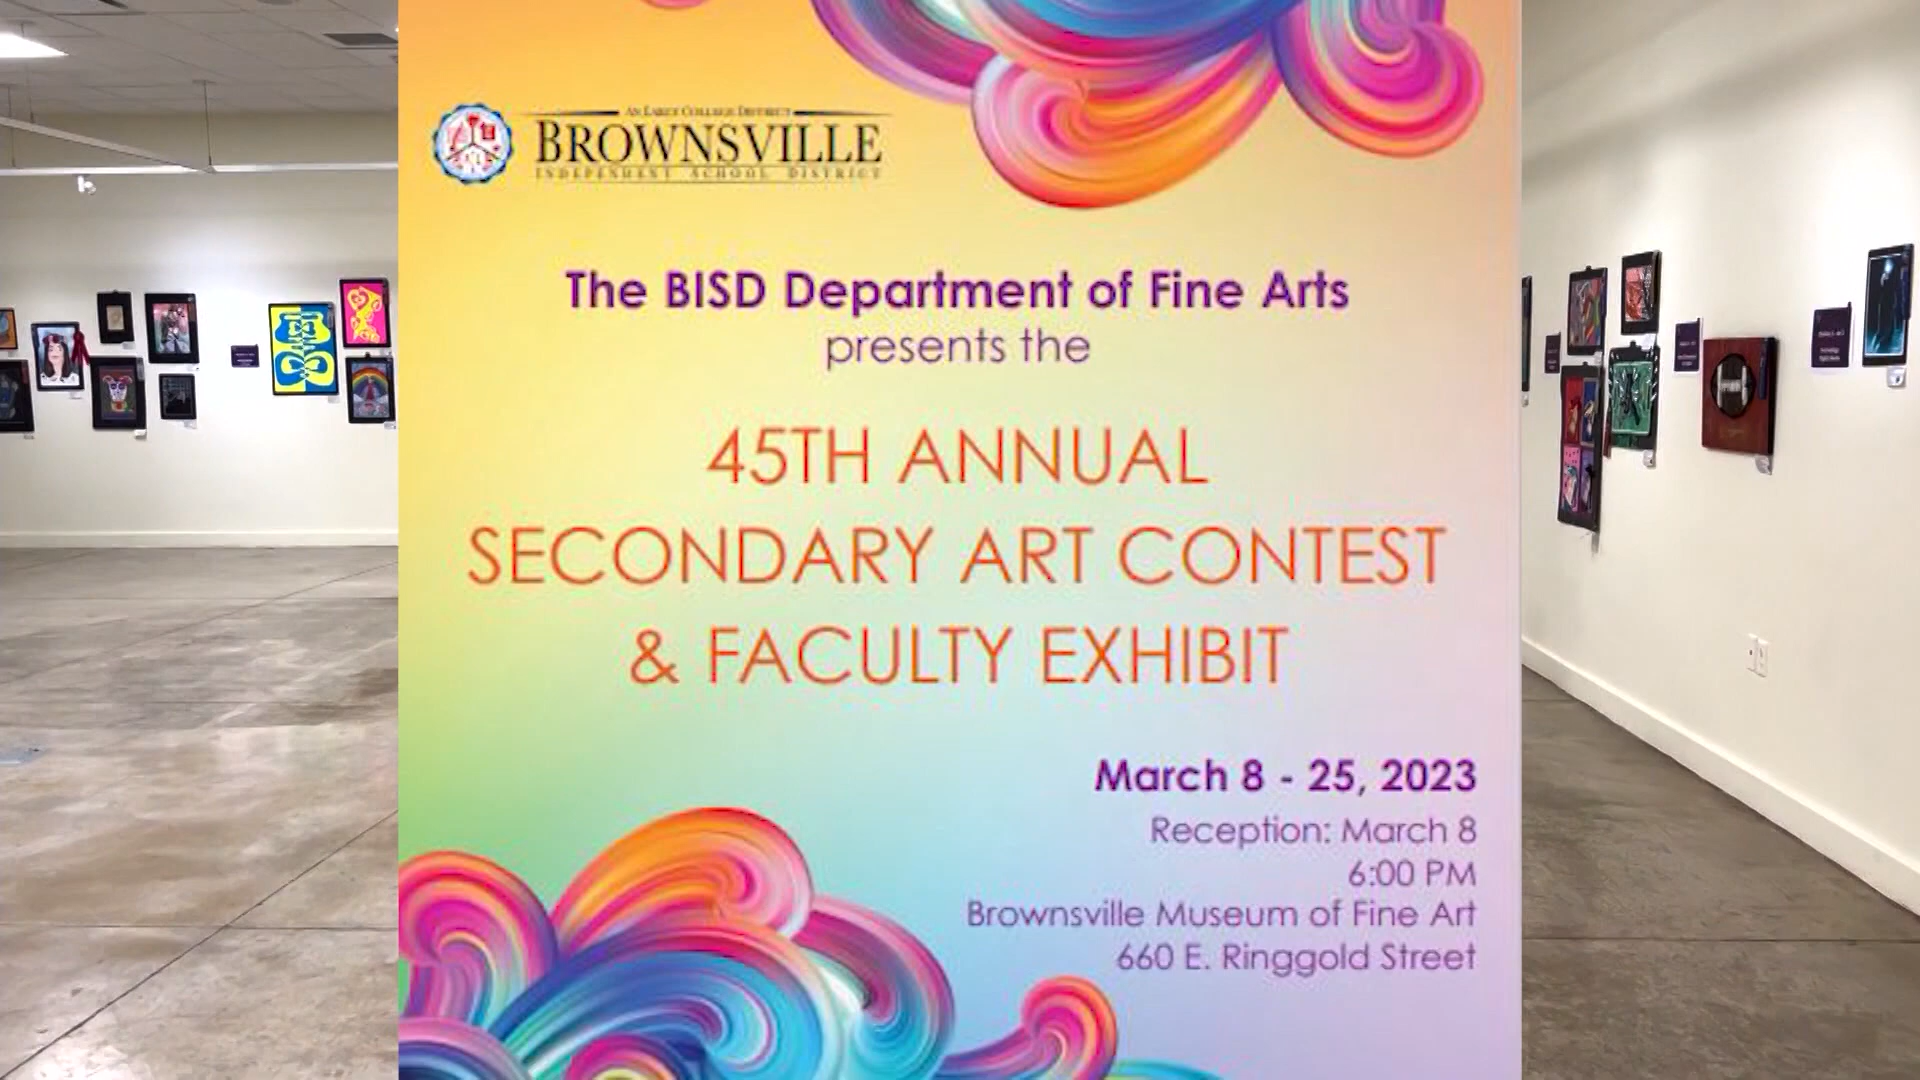 AN EARLY COLLEGE DISTRICT
BROWNSVILLE
INDEPENDENT SCHOOL DISTRICT
The BISD Department of Fine Arts
presents the
45TH ANNUAL
SECONDARY ART CONTEST
& FACULTY EXHIBIT
March 8 - 25, 2023
Reception: March 8
6:00 PM
Brownsville Museum of Fine Art
660 E. Ringgold Street